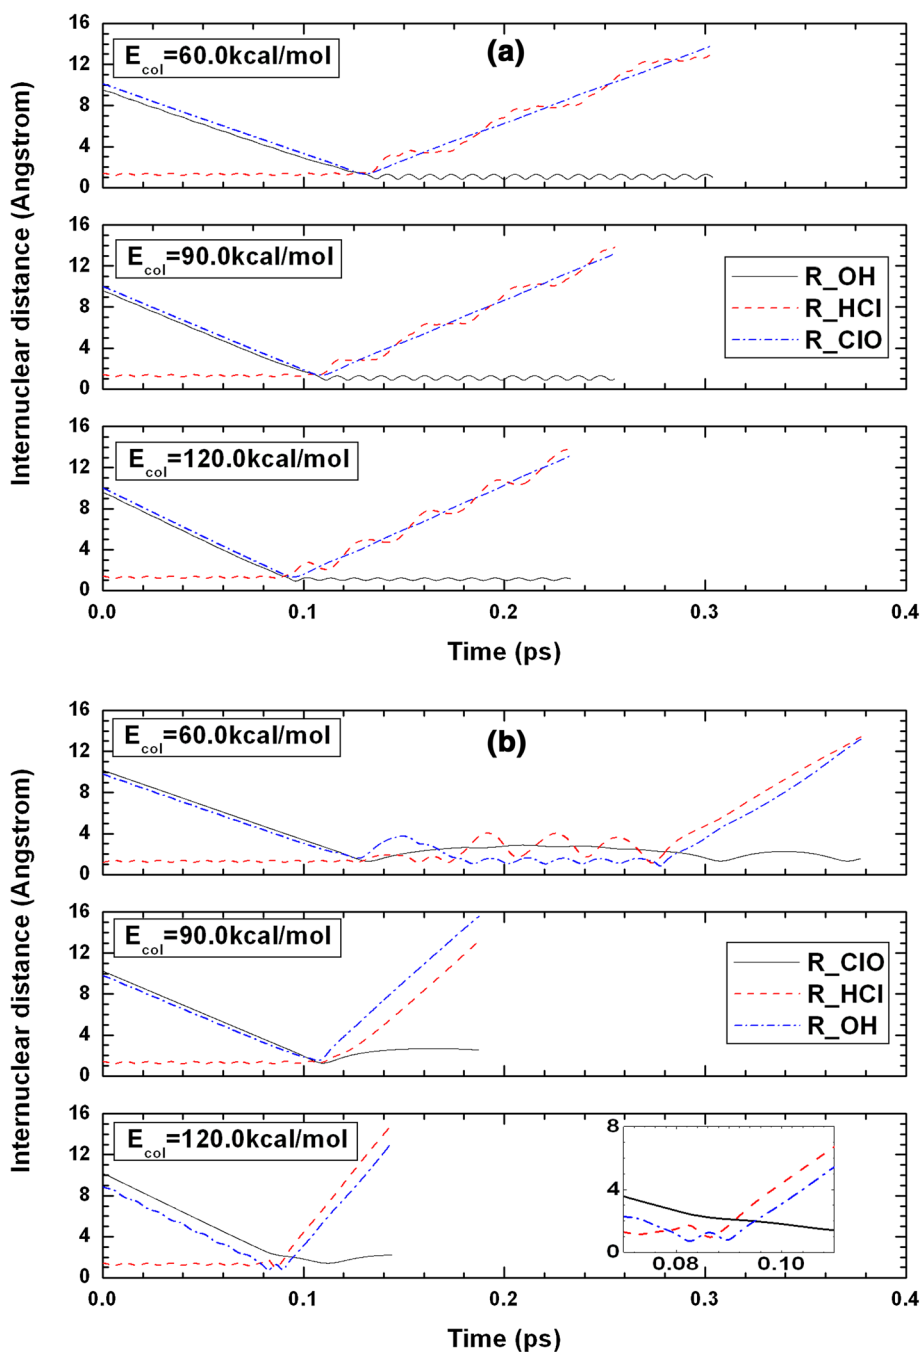 (a)
E_col=60.0kcal/mol
16
12
8
4
0
E_col=90.0kcal/mol
16
12
8
4
0
R_OH
R_HCl
R_ClO
E_col=120.0kcal/mol
16
12
8
4
0
Internuclear distance (Angstrom)
0.0
0.1
0.2
0.3
0.4
Time (ps)
(b)
E_col=60.0kcal/mol
16
12
8
4
0
E_col=90.0kcal/mol
16
12
8
4
0
R_ClO
R_HCl
R_OH
E_col=120.0kcal/mol
16
12
8
4
0
8
4
0
0.08
0.10
Internuclear distance (Angstrom)
0.0
0.1
0.2
0.3
0.4
Time (ps)